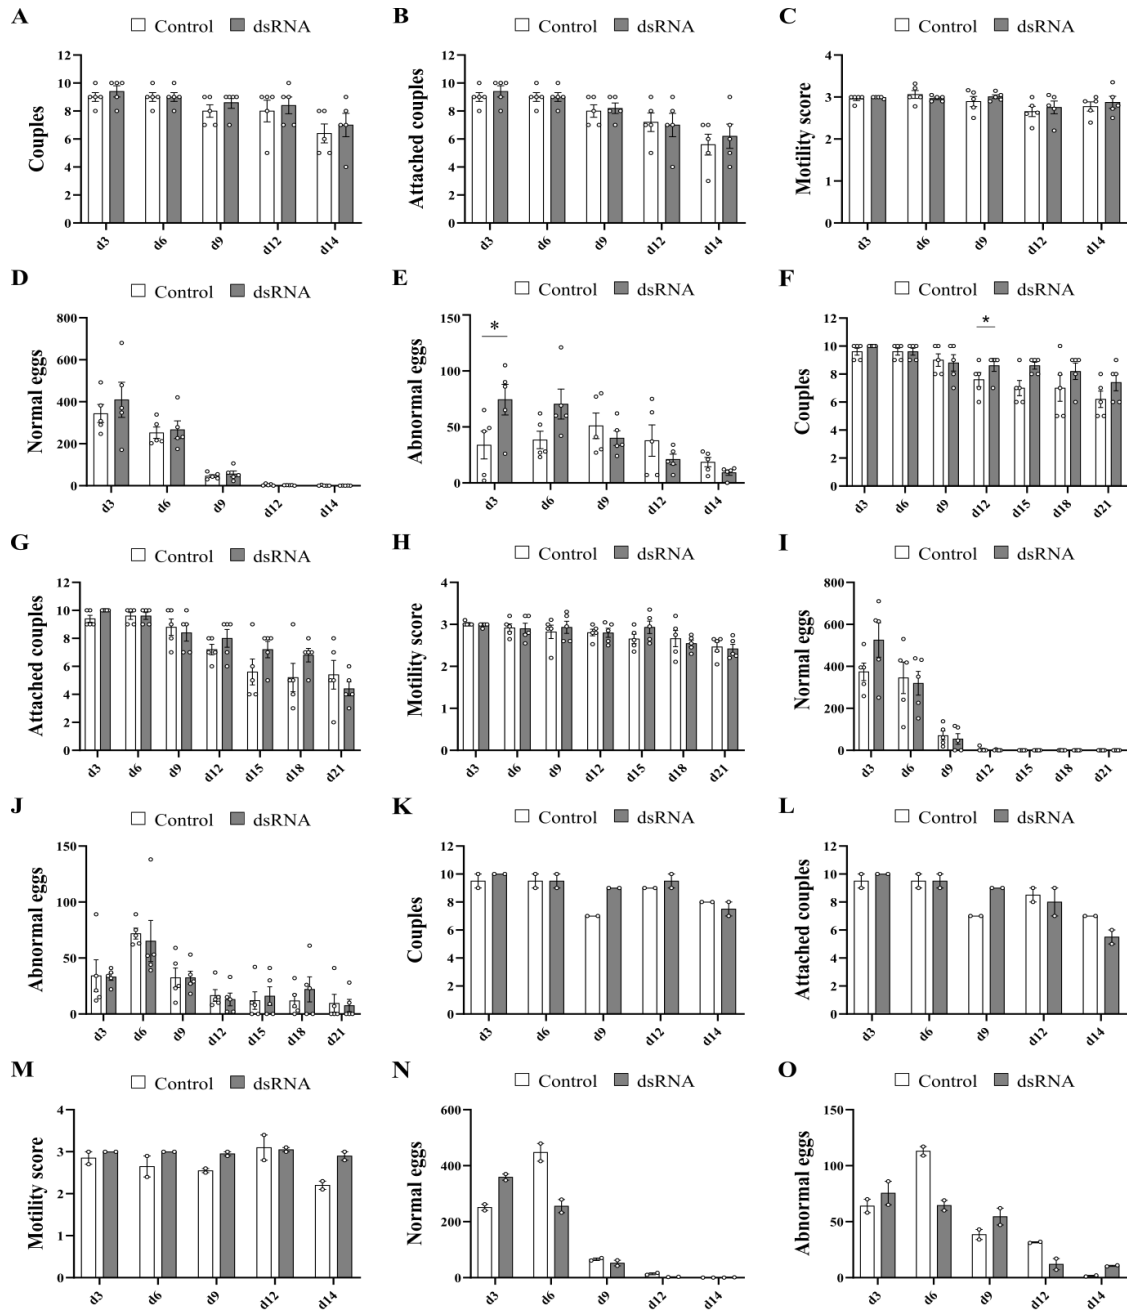 A
Control dsRNA
Couples
12
10
8
6
4
2
0
d3 d6 d9 d12 d14
B
Control dsRNA
Attached couples
12
10
8
6
4
2
0
d3 d6 d9 d12 d14
C
Control dsRNA
Motility score
4
3
2
1
0
d3 d6 d9 d12 d14
D
Control dsRNA
Normal eggs
800
600
400
200
0
d3 d6 d9 d12 d14
E
Control dsRNA
Abnormal eggs
150
100
50
0
*
d3 d6 d9 d12 d14
F
Control dsRNA
Couples
12
10
8
6
4
2
0
*
d3 d6 d9 d12 d15 d18 d21
G
Control dsRNA
Attached couples
12
10
8
6
4
2
0
d3 d6 d9 d12 d15 d18 d21
H
Control dsRNA
Motility score
4
3
2
1
0
d3 d6 d9 d12 d15 d18 d21
I
Control dsRNA
Normal eggs
800
600
400
200
0
d3 d6 d9 d12 d15 d18 d21
J
Control dsRNA
Abnormal eggs
150
100
50
0
d3 d6 d9 d12 d15 d18 d21
K
Control dsRNA
Couples
12
10
8
6
4
2
0
d3 d6 d9 d12 d14
L
Control dsRNA
Attached couples
12
10
8
6
4
2
0
d3 d6 d9 d12 d14
M
Control dsRNA
Motility score
4
3
2
1
0
d3 d6 d9 d12 d14
N
Control dsRNA
Normal eggs
600
400
200
0
d3 d6 d9 d12 d14
O
Control dsRNA
Abnormal eggs
150
100
50
0
d3 d6 d9 d12 d14